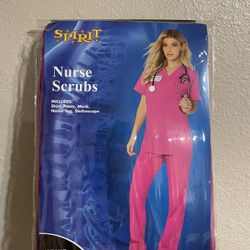 SPIRIT
Nurse
Scrubs
INCLUDES:
Shirt, Pants, Mask,
Name Tag, Stethoscope